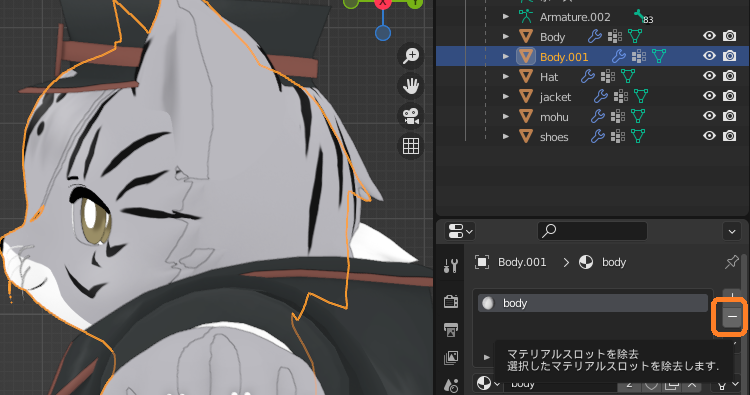 X
Y
Armature.002
83
Body
Body.001
Hat
jacket
mohu
shoes
Body.001 > body
body
マテリアルスロットを除去
選択したマテリアルスロットを除去します.
body
2